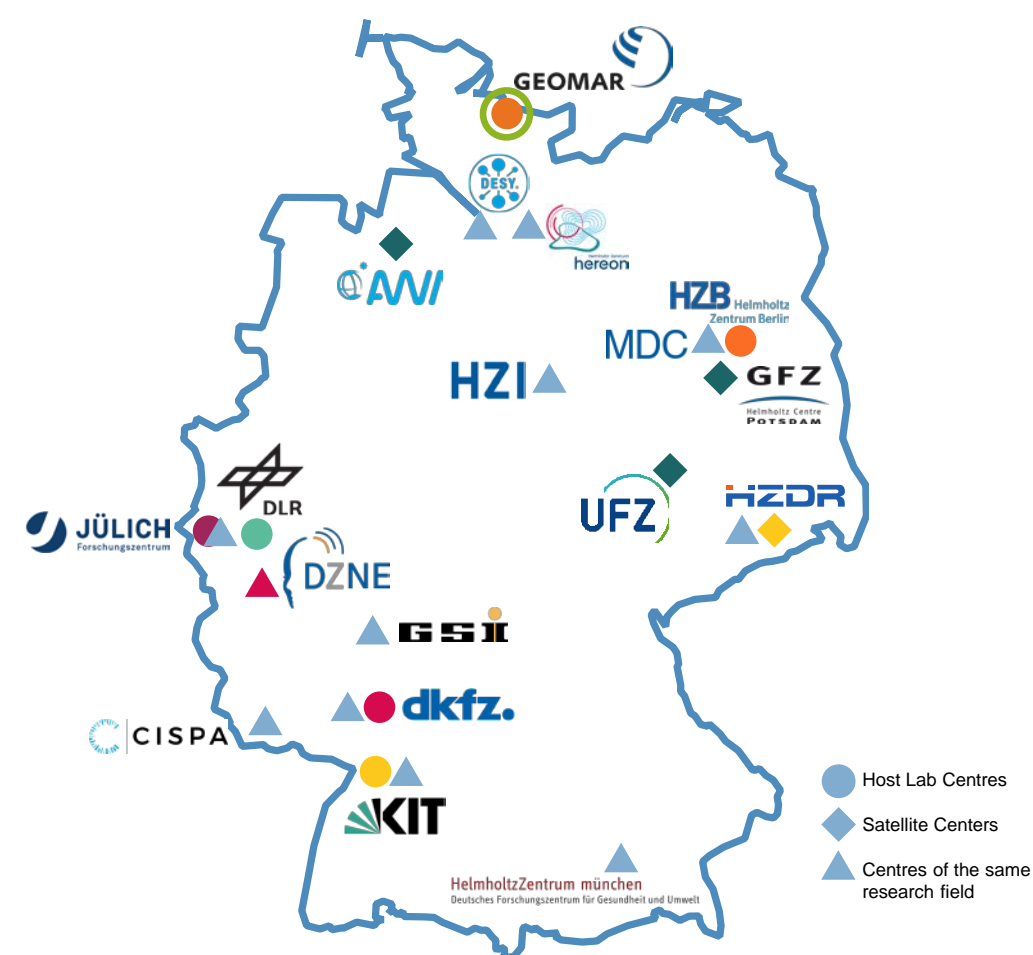 GEOMAR
DESY.
Helmholtz-Zentrum
hereon
AWI
HZB Helmholtz
Zentrum Berlin
MDC
HZI
GFZ
Helmholtz Centre
POTSDAM
DLR
UFZ
HZDR
JÜLICH
Forschungszentrum
DZNE
GSI
dkfz.
CISPA
KIT
HelmholtzZentrum münchen
Deutsches Forschungszentrum für Gesundheit und Umwelt
Host Lab Centres
Satellite Centers
Centres of the same
research field